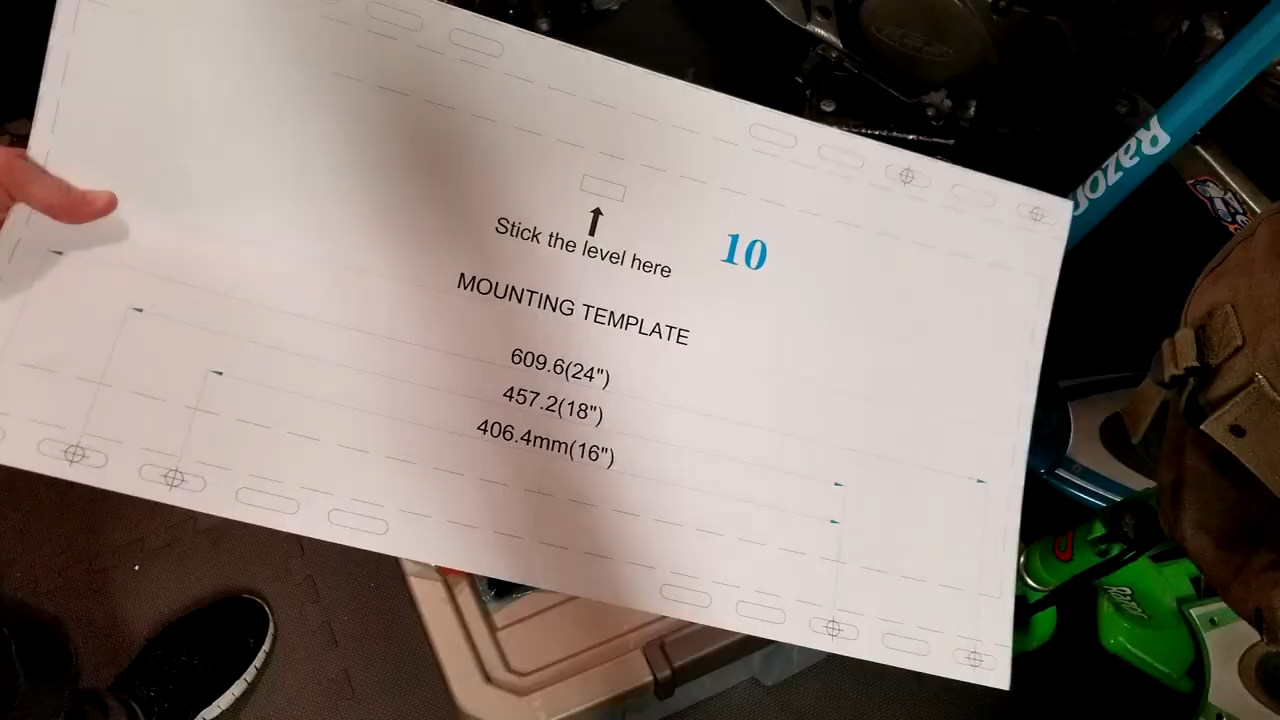 Stick the level here
10
MOUNTING TEMPLATE
609.6(24")
457.2(18")
406.4mm(16")
Razor
Razor